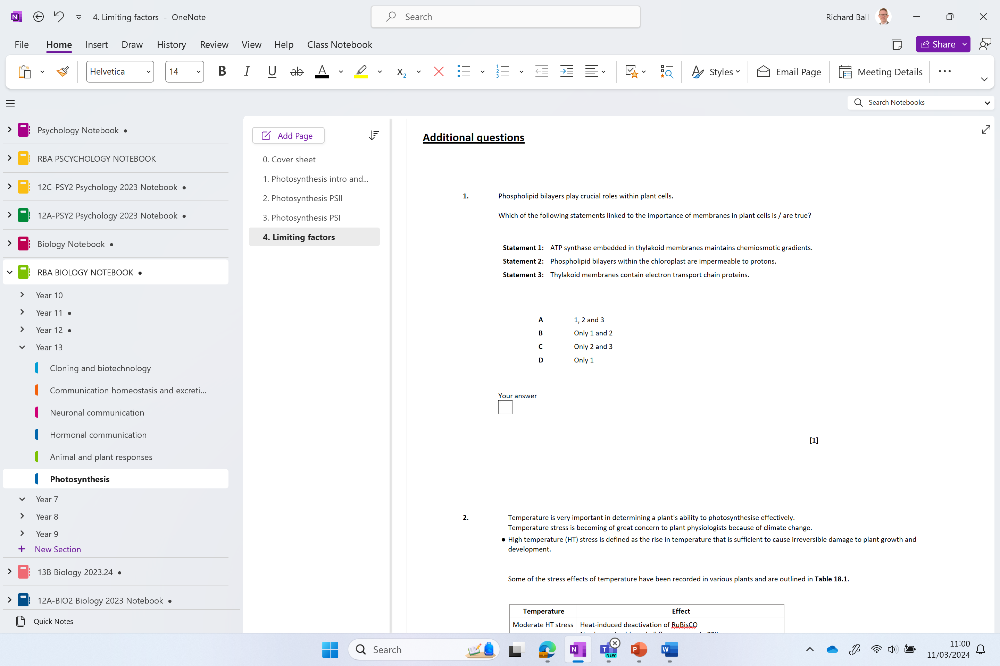 4. Limiting factors - OneNote
Search
Richard Ball
File Home Insert Draw History Review View Help Class Notebook
Share
Helvetica 14 B I U ab A x2 Styles Email Page Meeting Details
Search Notebooks
Psychology Notebook
RBA PSCYCHOLOGY NOTEBOOK
12C-PSY2 Psychology 2023 Notebook
12A-PSY2 Psychology 2023 Notebook
Biology Notebook
RBA BIOLOGY NOTEBOOK
Year 10
Year 11
Year 12
Year 13
Cloning and biotechnology
Communication homeostasis and excreti...
Neuronal communication
Hormonal communication
Animal and plant responses
Photosynthesis
Year 7
Year 8
Year 9
New Section
13B Biology 2023.24
12A-BIO2 Biology 2023 Notebook
Quick Notes
Add Page
0. Cover sheet
1. Photosynthesis intro and...
2. Photosynthesis PSII
3. Photosynthesis PSI
4. Limiting factors
Additional questions
1. Phospholipid bilayers play crucial roles within plant cells.
Which of the following statements linked to the importance of membranes in plant cells is / are true?
Statement 1: ATP synthase embedded in thylakoid membranes maintains chemiosmotic gradients.
Statement 2: Phospholipid bilayers within the chloroplast are impermeable to protons.
Statement 3: Thylakoid membranes contain electron transport chain proteins.
A 1, 2 and 3
B Only 1 and 2
C Only 2 and 3
D Only 1
Your answer
[1]
2. Temperature is very important in determining a plant's ability to photosynthesise effectively.
Temperature stress is becoming of great concern to plant physiologists because of climate change.
● High temperature (HT) stress is defined as the rise in temperature that is sufficient to cause irreversible damage to plant growth and
development.
Some of the stress effects of temperature have been recorded in various plants and are outlined in Table 18.1.
Temperature Effect
Moderate HT stress Heat-induced deactivation of RuBisCO
Search
NEW
11:00
11/03/2024